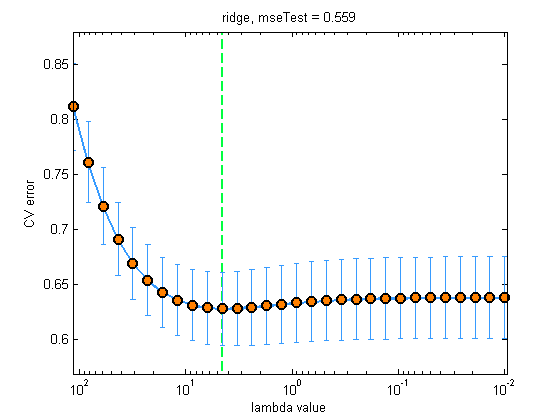 ridge, mseTest = 0.559
0.85
0.8
0.75
0.7
0.65
0.6
CV error
10^2 10^1 10^0 10^-1 10^-2
lambda value